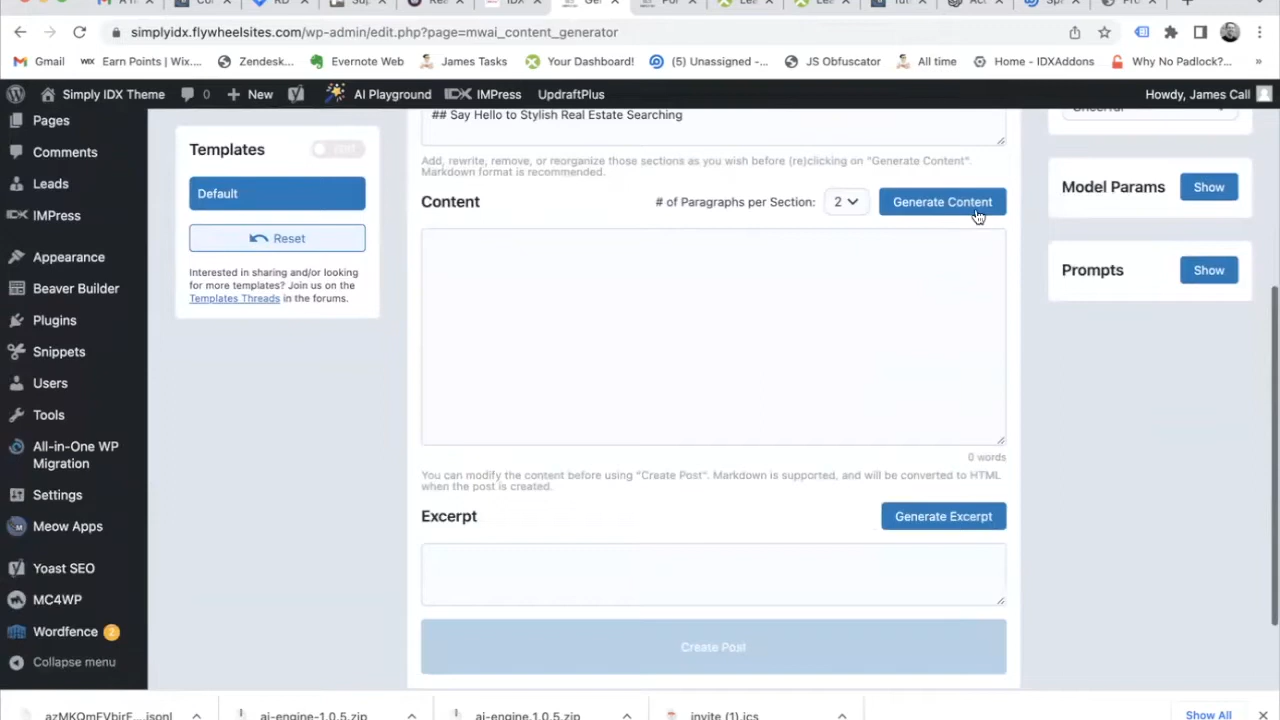 simplyidx.flywheelsites.com/wp-admin/edit.php?page=mwai_content_generator
Gmail
WIX Earn Points | Wix....
Zendesk...
Evernote Web
James Tasks
Your Dashboard!
(5) Unassigned -...
JS Obfuscator
All time
Home - IDXAddons
Why No Padlock?...
»
Simply IDX Theme
0
New
AI Playground
IMPress
UpdraftPlus
Howdy, James Call
Pages
Comments
Leads
IMPress
Appearance
Beaver Builder
Plugins
Snippets
Users
Tools
All-in-One WP
Migration
Settings
Meow Apps
Yoast SEO
MC4WP
Wordfence 2
Collapse menu
Templates
EDIT
Default
Reset
Interested in sharing and/or looking
for more templates? Join us on the
Templates Threads in the forums.
## Say Hello to Stylish Real Estate Searching
Add, rewrite, remove, or reorganize those sections as you wish before (re)clicking on "Generate Content".
Markdown format is recommended.
Content
# of Paragraphs per Section:
2
Generate Content
0 words
You can modify the content before using "Create Post". Markdown is supported, and will be converted to HTML
when the post is created.
Excerpt
Generate Excerpt
Create Post
Model Params
Show
Prompts
Show
ai-engine-1.0.5.zip
ai-engine.1.0.5.zip
invite (1).ics
Show All